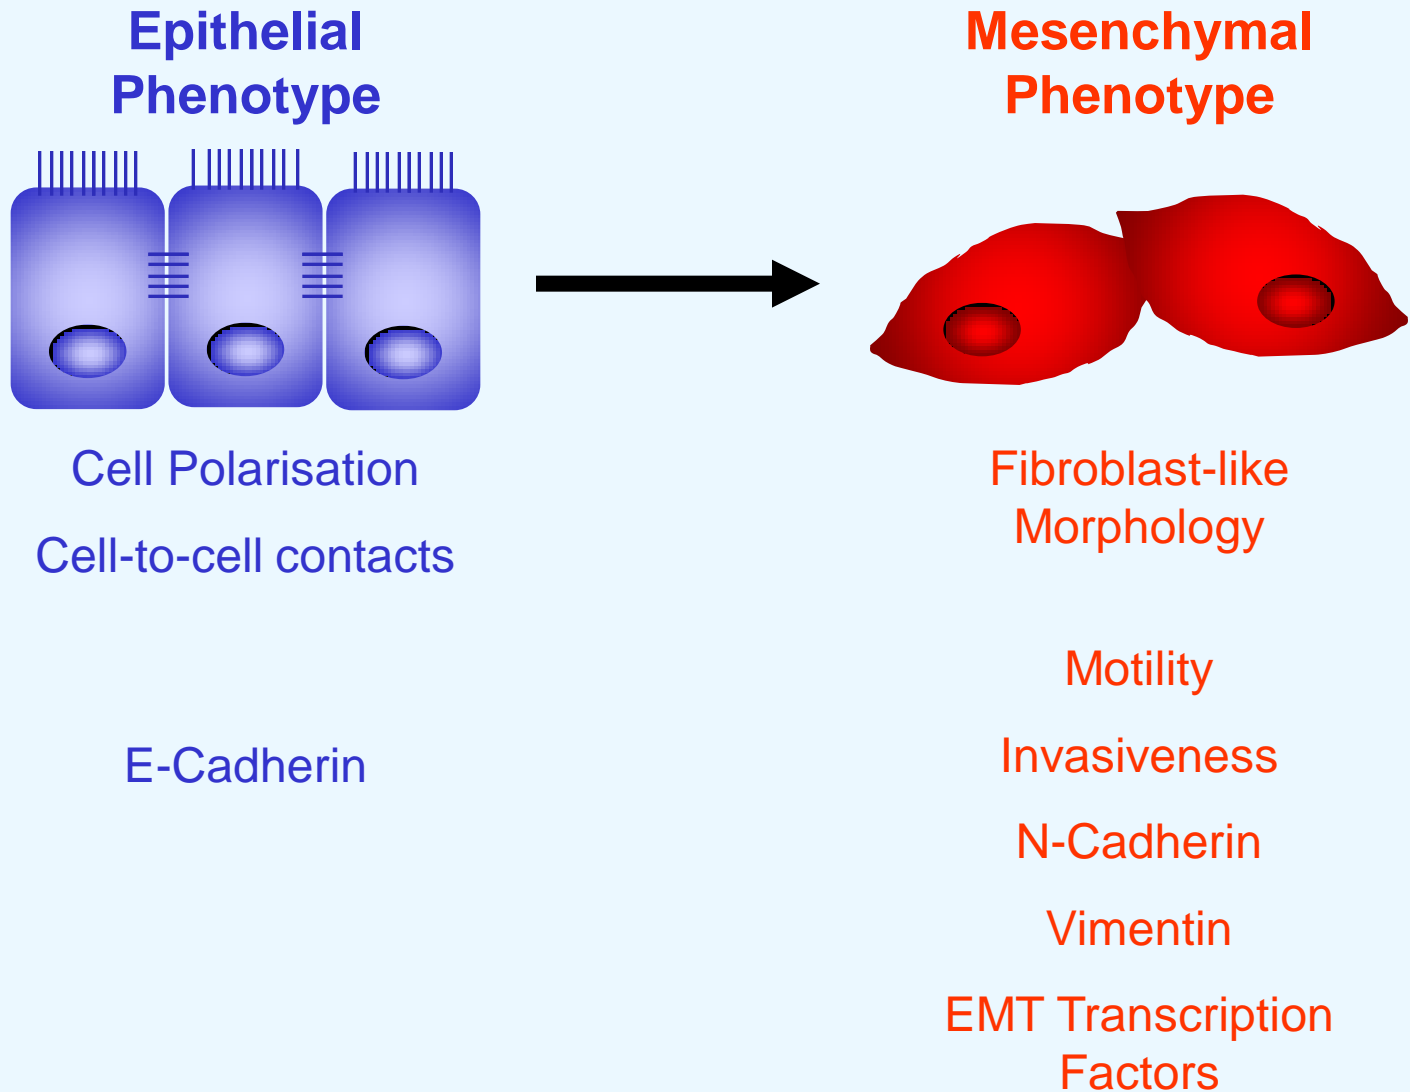 Epithelial
Phenotype
Mesenchymal
Phenotype
Cell Polarisation
Cell-to-cell contacts
E-Cadherin
Fibroblast-like
Morphology
Motility
Invasiveness
N-Cadherin
Vimentin
EMT Transcription
Factors